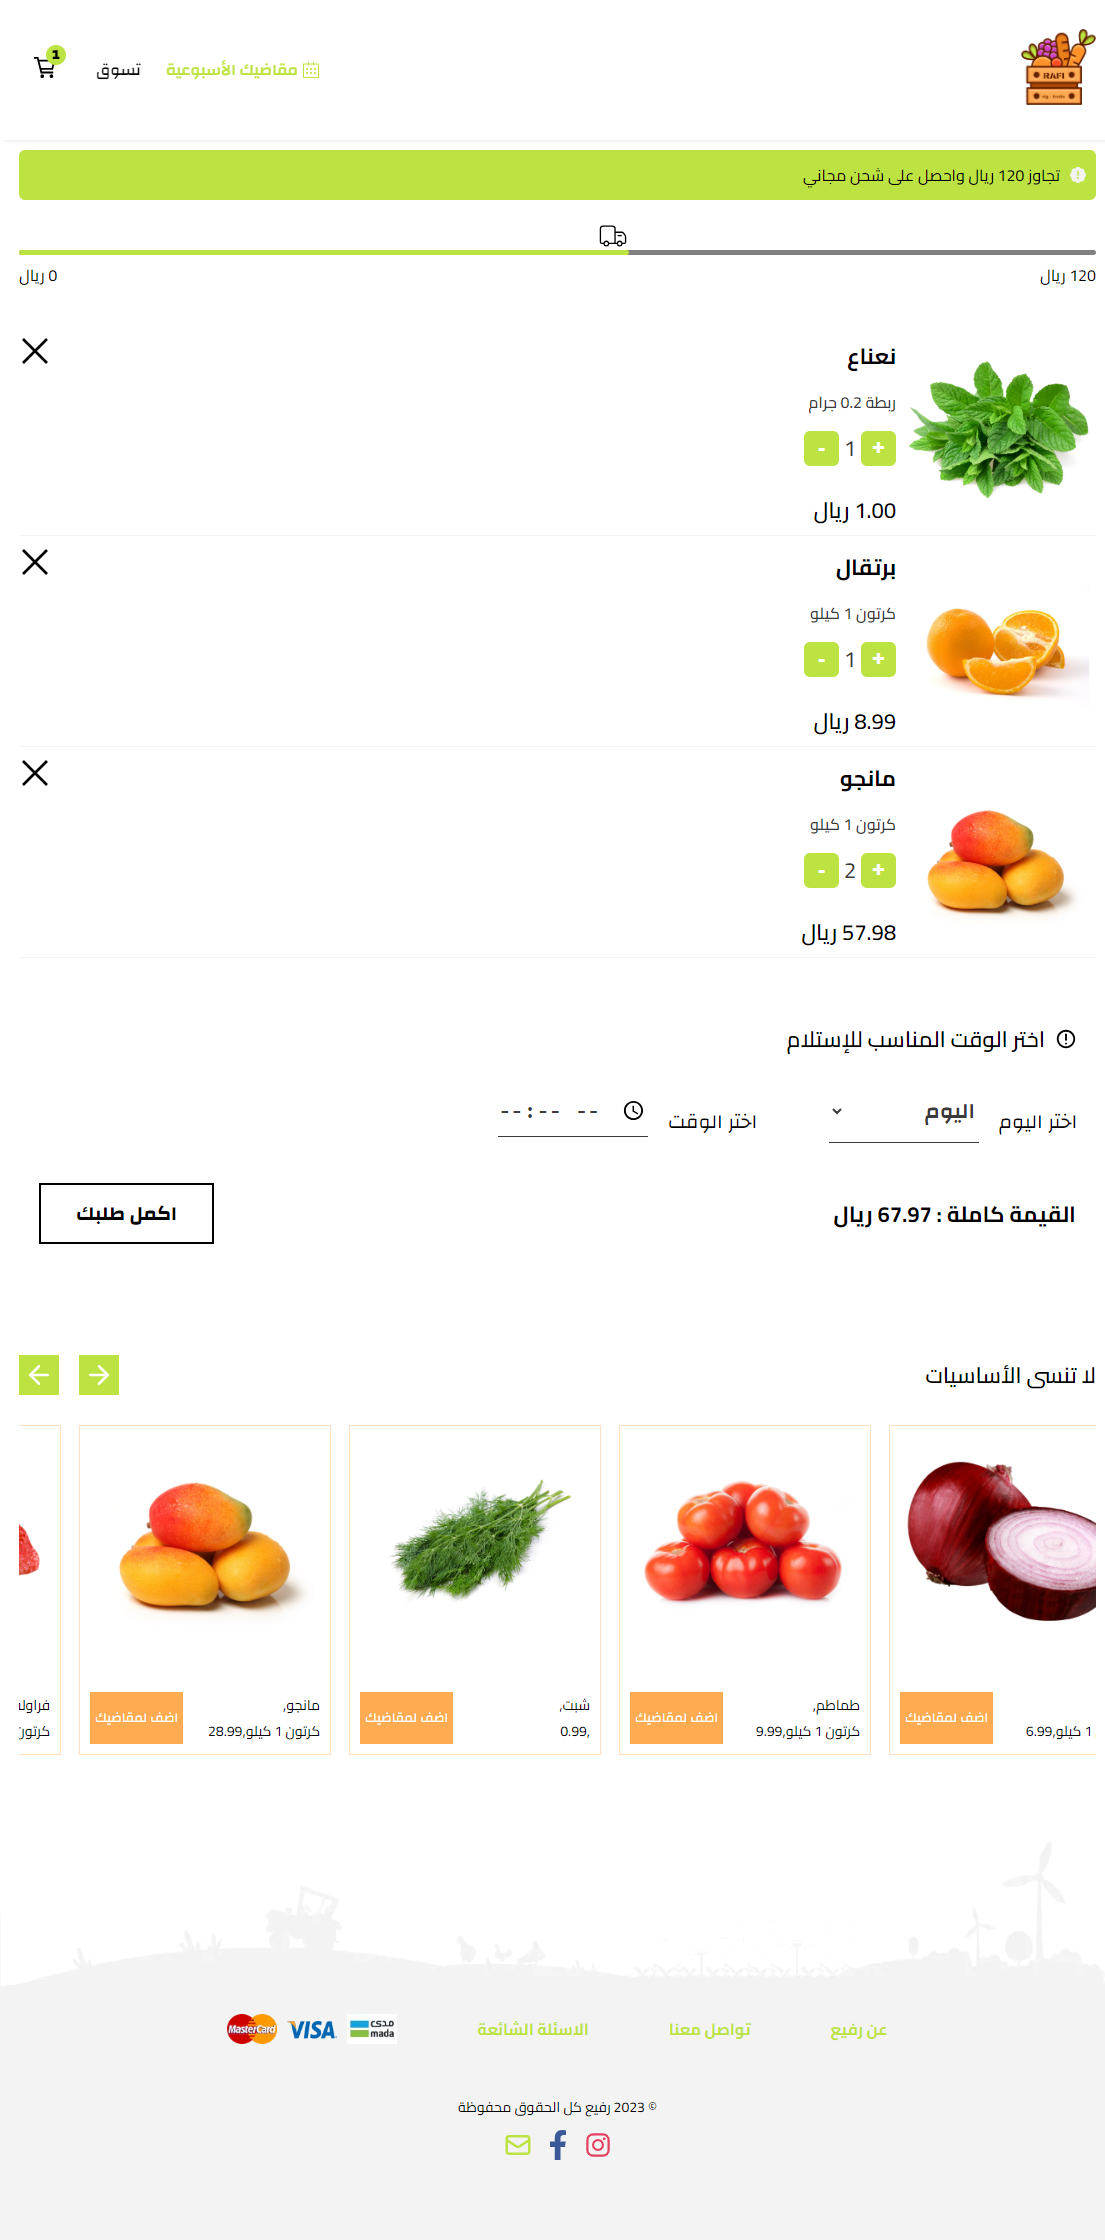 مقاضيك الأسبوعية
تسوق
1
RAFI
تجاوز 120 ريال واحصل على شحن مجاني
120 ريال
0 ريال
نعناع
ربطة 0.2 جرام
+ 1 -
1.00 ريال
برتقال
كرتون 1 كيلو
+ 1 -
8.99 ريال
مانجو
كرتون 1 كيلو
+ 2 -
57.98 ريال
اختر الوقت المناسب للإستلام
اختر اليوم
اليوم
اختر الوقت
--:-- --
القيمة كاملة : 67.97 ريال
اكمل طلبك
لا تنسى الأساسيات
1 كيلو,6.99
اضف لمقاضيك
طماطم,
كرتون 1 كيلو,9.99
اضف لمقاضيك
شبت,
,0.99
اضف لمقاضيك
مانجو,
كرتون 1 كيلو,28.99
اضف لمقاضيك
فراول
كرتون
عن رفيع
تواصل معنا
الاسئلة الشائعة
مدى
mada
VISA
MasterCard
© 2023 رفيع كل الحقوق محفوظة